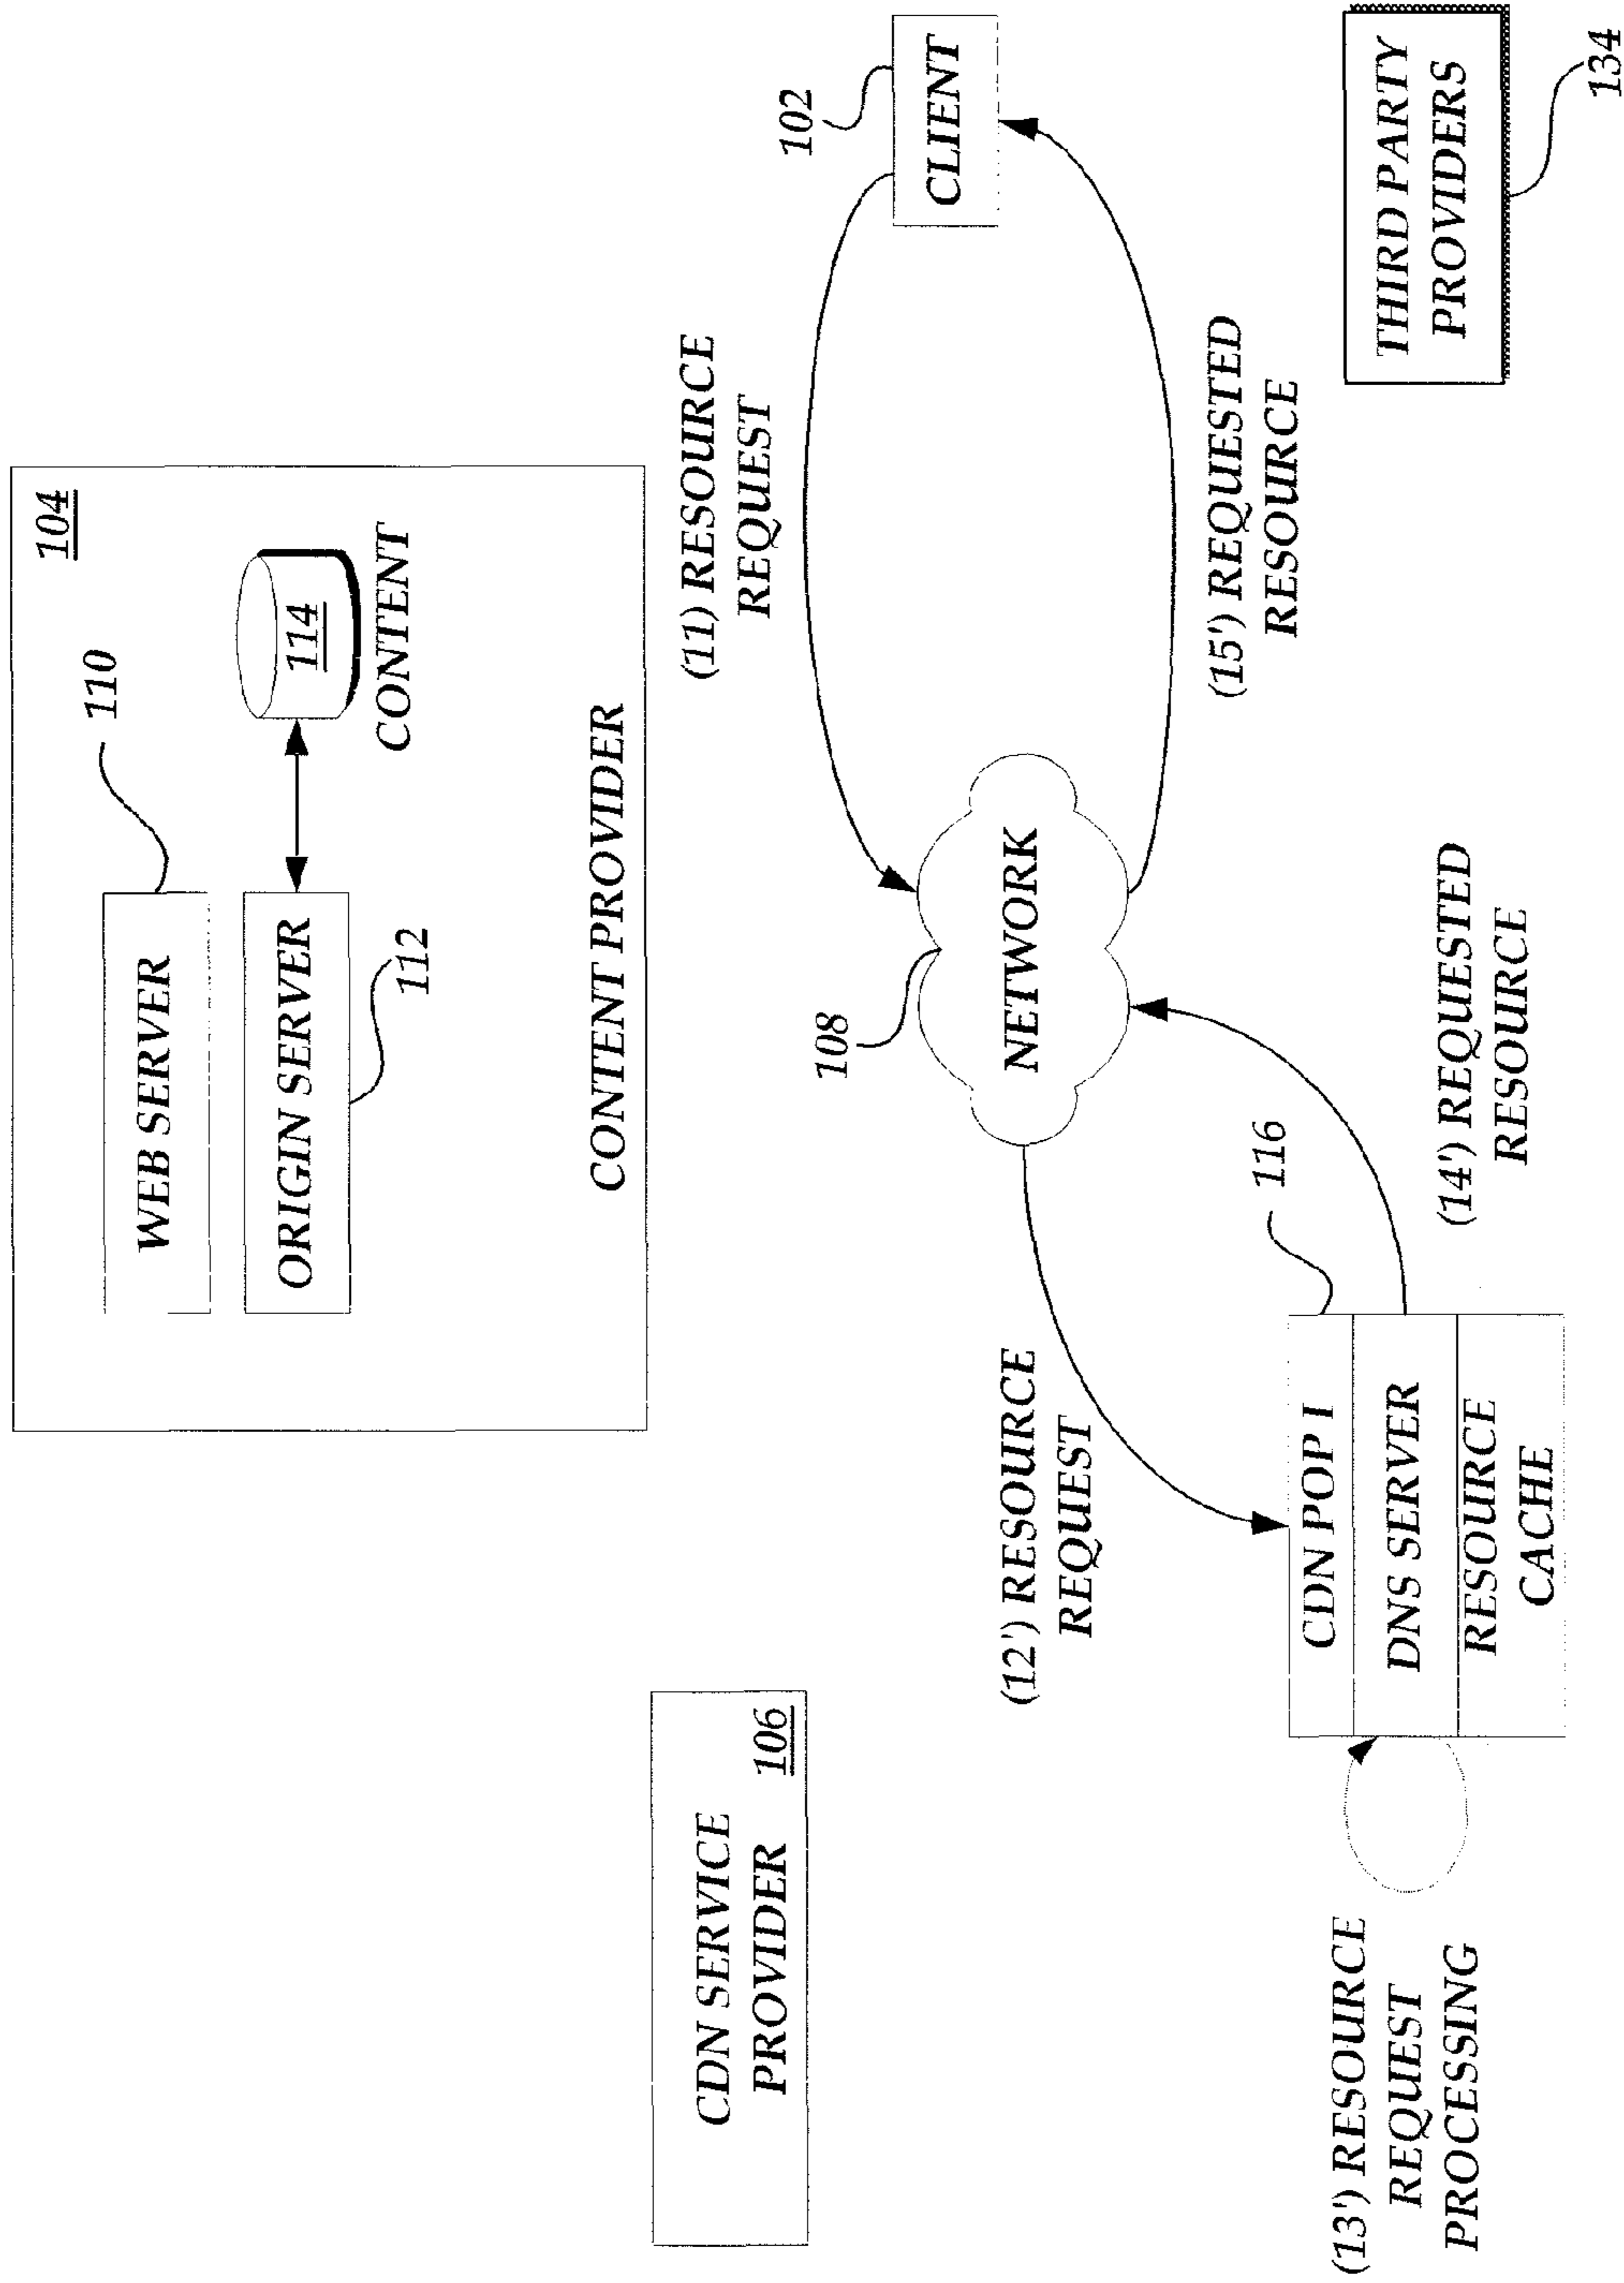 104
110
WEB SERVER
ORIGIN SERVER
114
CONTENT
112
CONTENT PROVIDER
CDN SERVICE
PROVIDER
106
(11) RESOURCE
REQUEST
102
CLIENT
108
NETWORK
(12') RESOURCE
REQUEST
116
(15') REQUESTED
RESOURCE
CDN POP I
DNS SERVER
RESOURCE
CACHE
(13') RESOURCE
REQUEST
PROCESSING
(14') REQUESTED
RESOURCE
THIRD PARTY
PROVIDERS
134